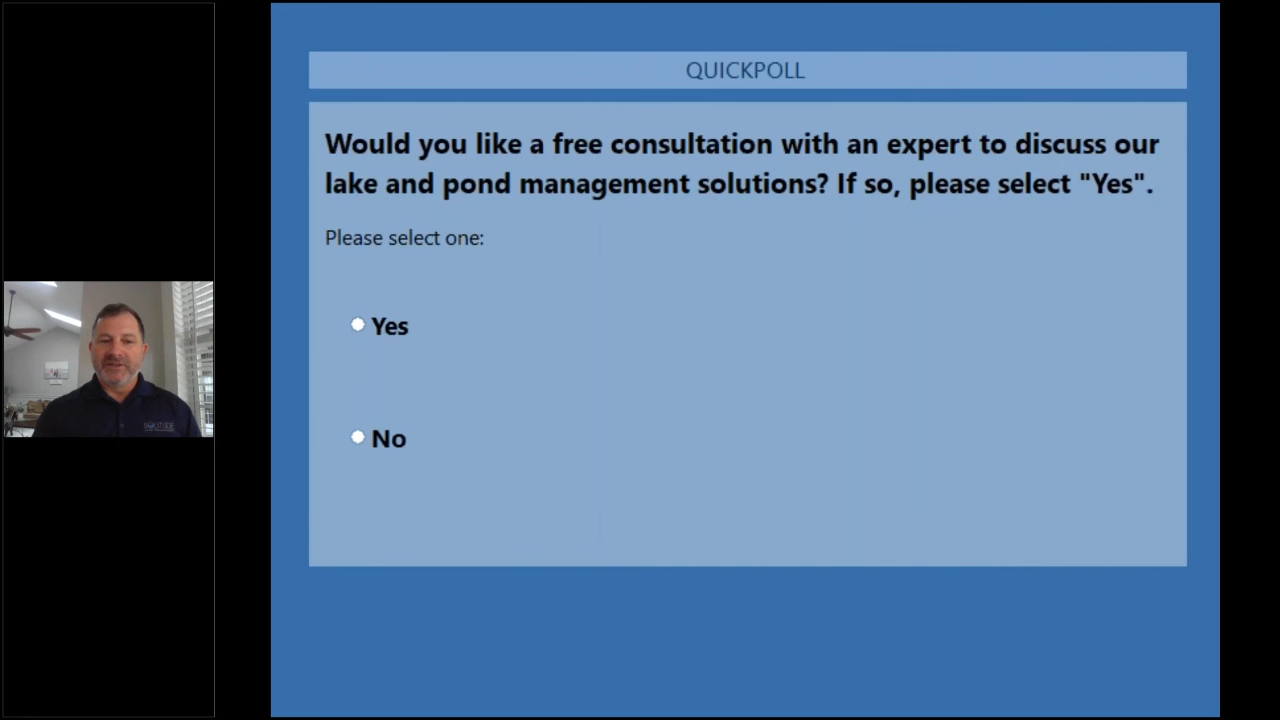 QUICKPOLL
Would you like a free consultation with an expert to discuss our
lake and pond management solutions? If so, please select "Yes".
Please select one:
Yes
No
SOLITUDE